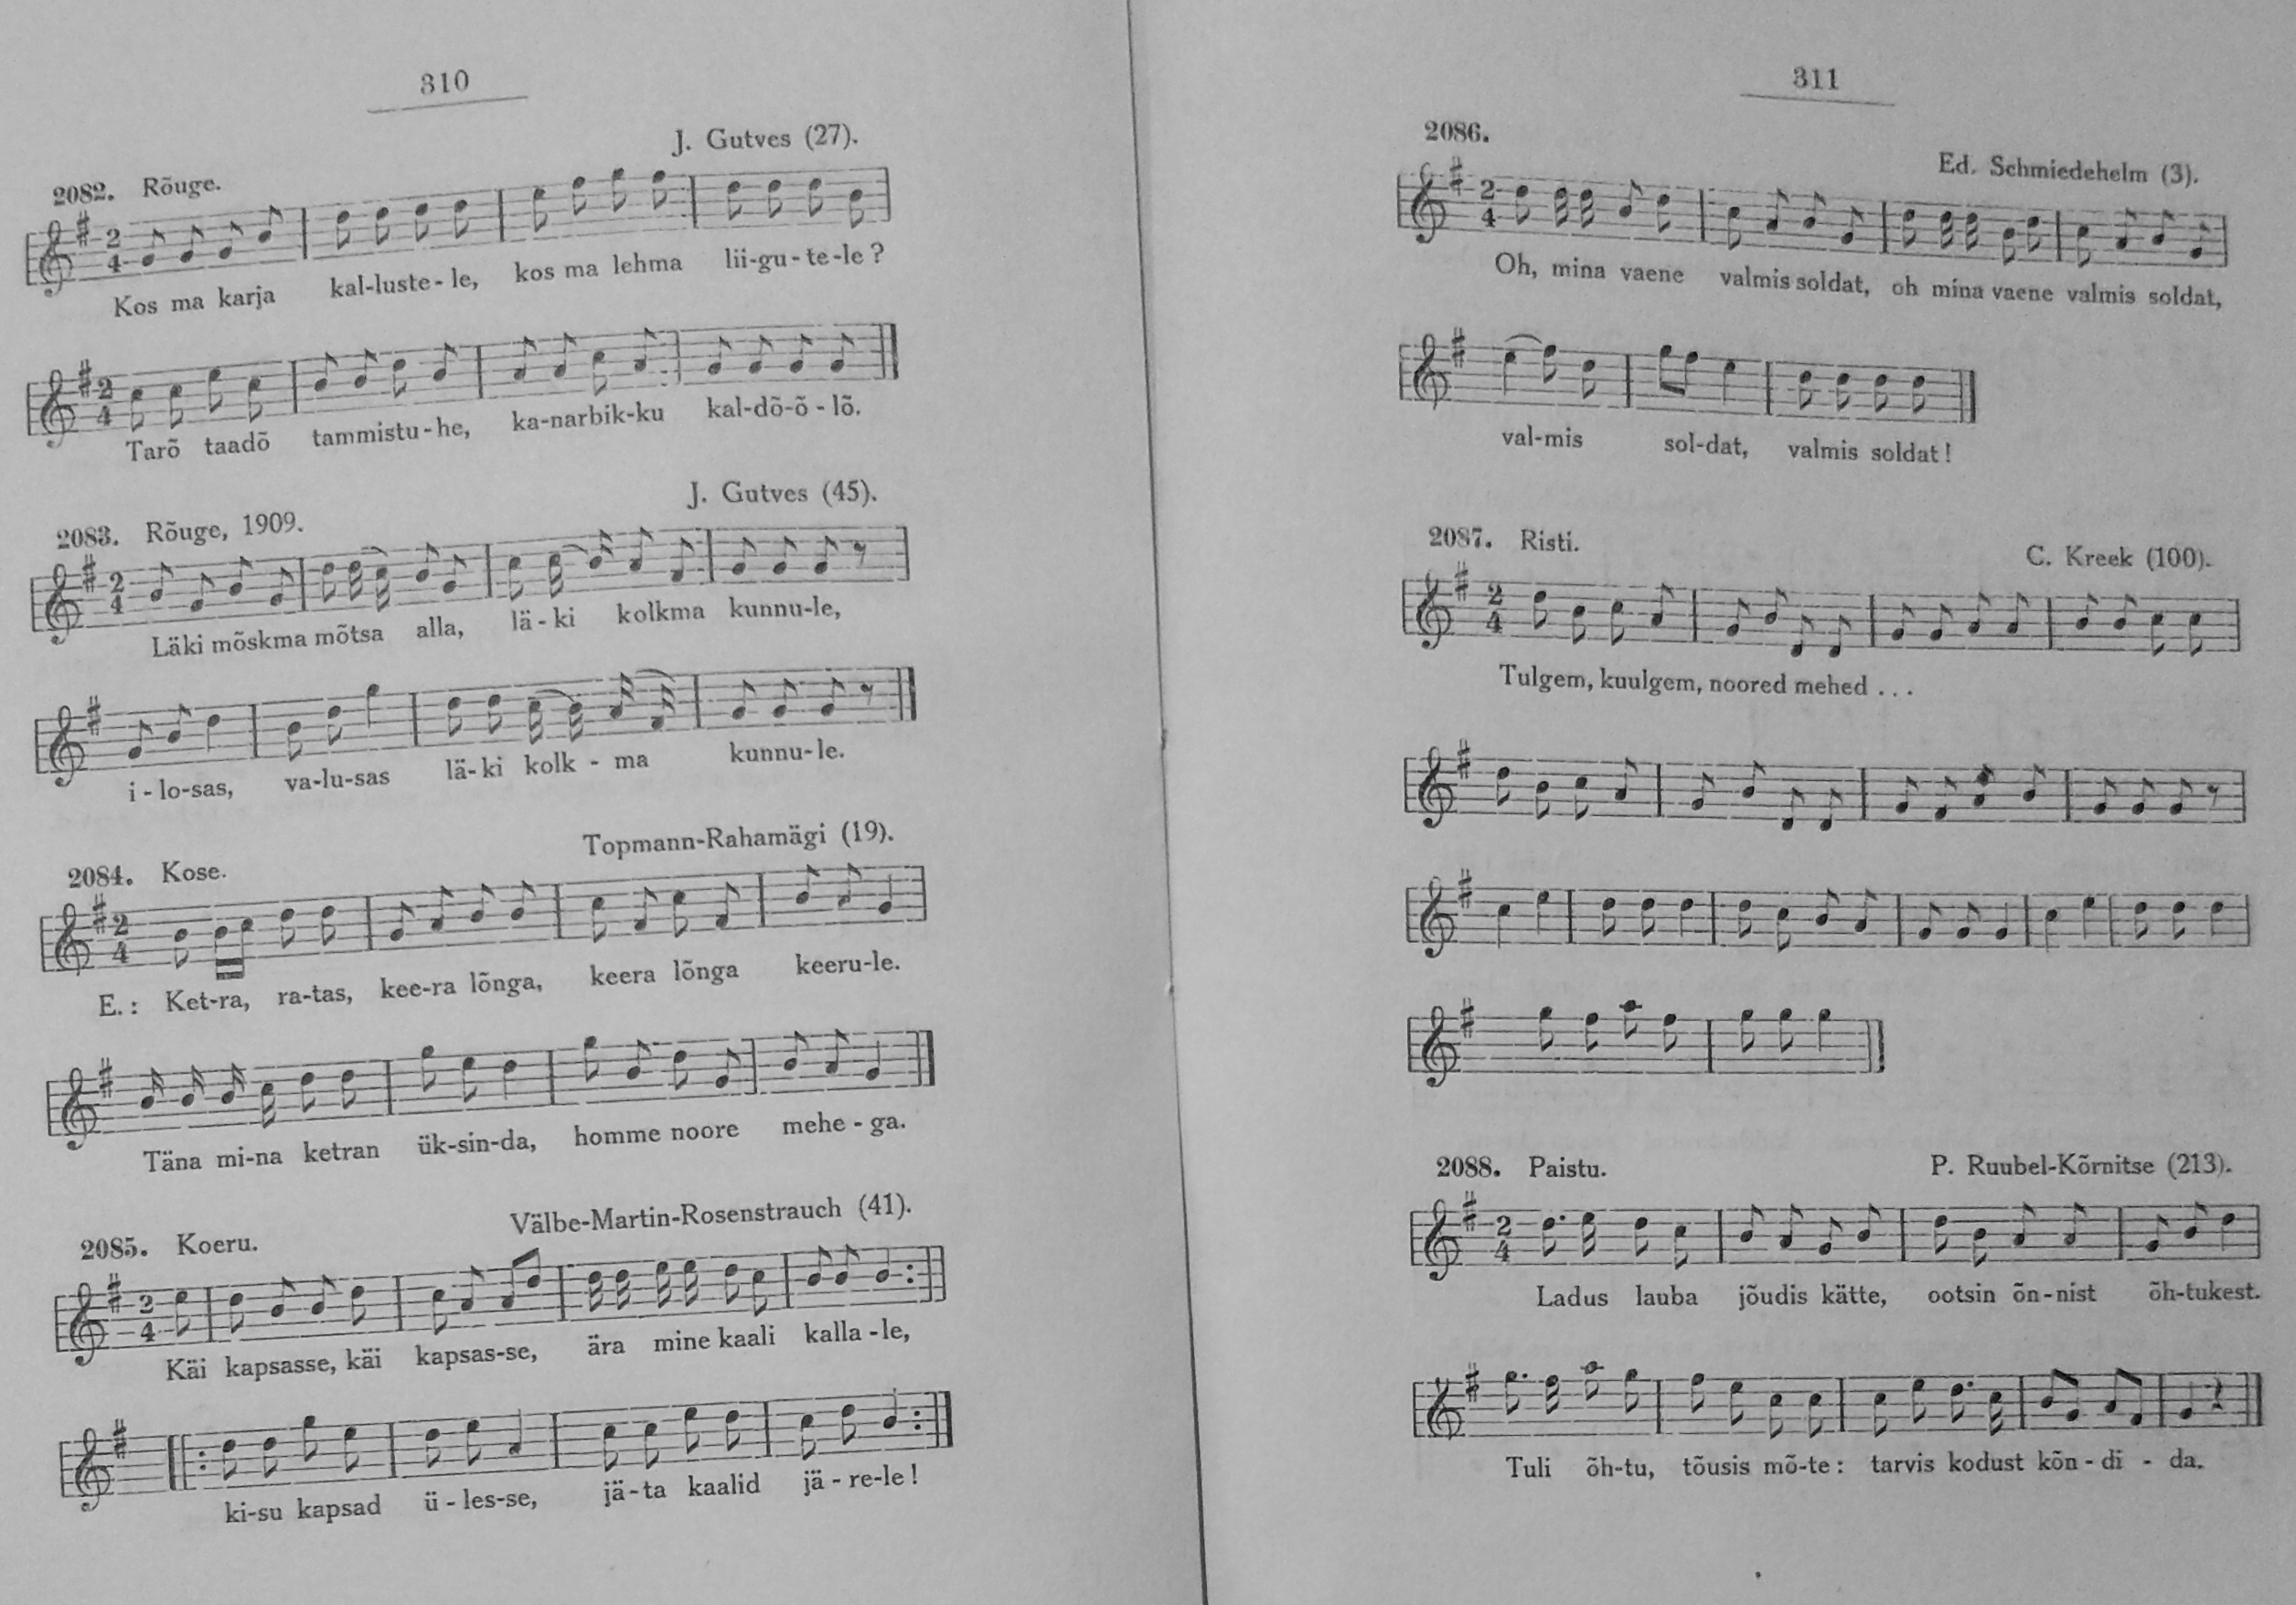 310
J. Gutves (27).
2082. Rõuge.
2
4
Kos ma karja kal-luste-le, kos ma lehma lii-gu-te-le?
2
4
Tarõ taadõ tammistu-he, ka-narbik-ku kal-dõ-õ-lõ.
J. Gutves (45).
2083. Rõuge, 1909.
2
4
Läki mõskma mõtsa alla, lä-ki kolkma kunnu-le,
i-lo-sas, va-lu-sas lä-ki kolk-ma kunnu-le.
Topmann-Rahamägi (19).
2084. Kose.
2
4
E.: Ket-ra, ra-tas, kee-ra lõnga, keera lõnga keeru-le.
Täna mi-na ketran ük-sin-da, homme noore mehe-ga.
Välbe-Martin-Rosenstrauch (41).
2085. Koeru.
2
4
Käi kapsasse, käi kapsas-se, ära mine kaali kalla-le,
ki-su kapsad ü-les-se, jä-ta kaalid jä-re-le!
311
2086.
Ed. Schmiedehelm (3).
2
4
Oh, mina vaene valmis soldat, oh mina vaene valmis soldat,
val-mis sol-dat, valmis soldat!
2087. Risti.
C. Kreek (100).
2
4
Tulgem, kuulgem, noored mehed . . .
2088. Paistu. P. Ruubel-Kõrnitse (213).
2
4
Ladus lauba jõudis kätte, ootsin õn-nist õh-tukest.
Tuli õh-tu, tõusis mõ-te: tarvis kodust kõn-di-da.